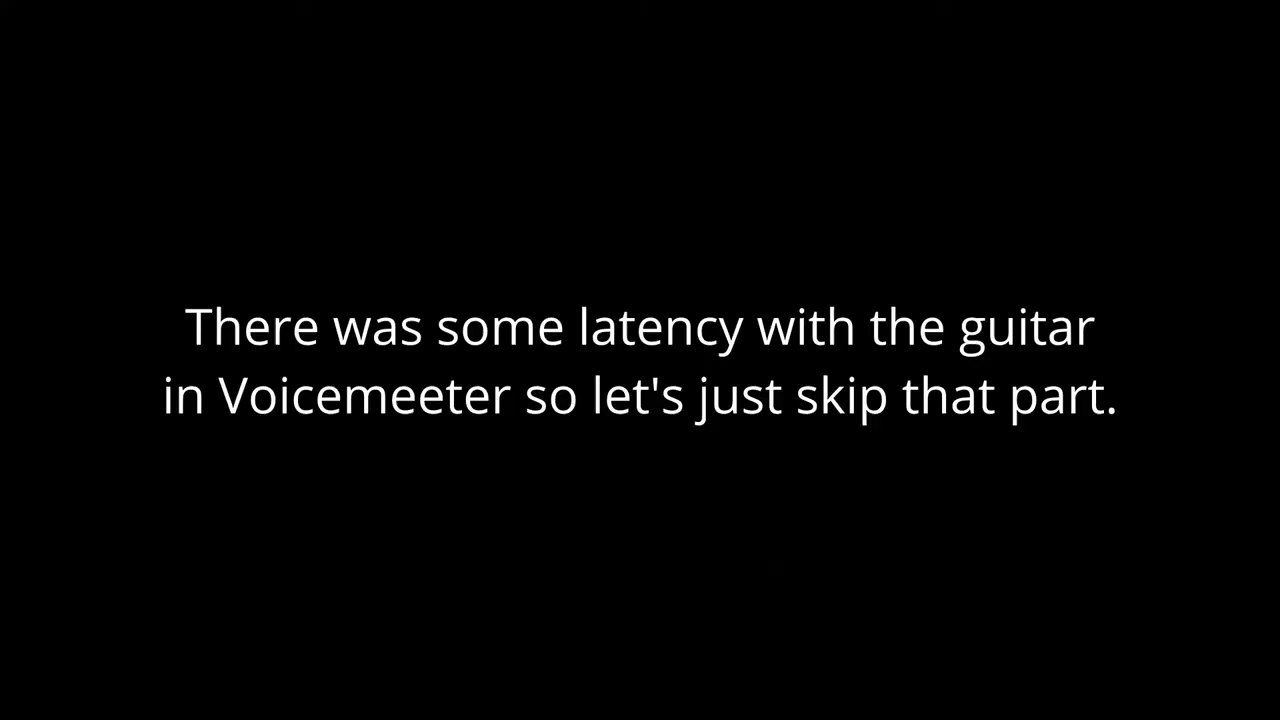 There was some latency with the guitar
in Voicemeeter so let's just skip that part.